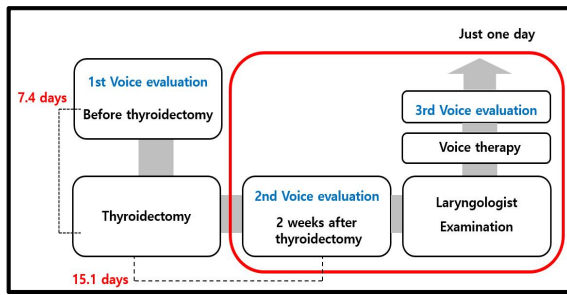 Just one day
1st Voice evaluation
Before thyroidectomy
7.4 days
3rd Voice evaluation
Voice therapy
Thyroidectomy
2nd Voice evaluation
2 weeks after
thyroidectomy
Laryngologist
Examination
15.1 days